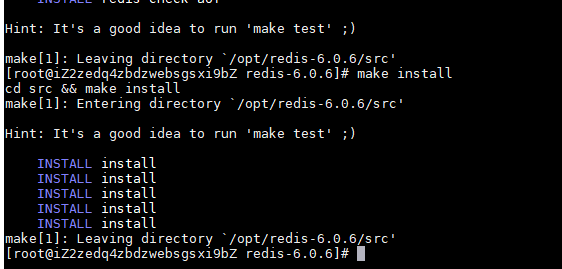 INSTALL redis-check-aof
Hint: It's a good idea to run 'make test' ;)
make[1]: Leaving directory `/opt/redis-6.0.6/src'
[root@iZ2zedq4zbdzwebsgsxi9bZ redis-6.0.6]# make install
cd src && make install
make[1]: Entering directory `/opt/redis-6.0.6/src'
Hint: It's a good idea to run 'make test' ;)
INSTALL install
INSTALL install
INSTALL install
INSTALL install
INSTALL install
make[1]: Leaving directory `/opt/redis-6.0.6/src'
[root@iZ2zedq4zbdzwebsgsxi9bZ redis-6.0.6]#